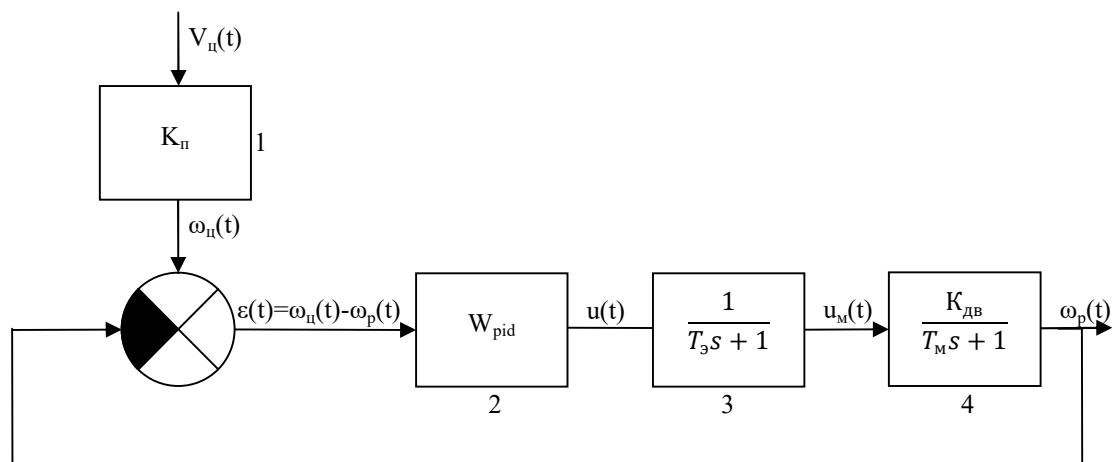 Vц(t)
Kп
1
ωц(t)
ε(t)=ωц(t)-ωр(t)
Wpid
u(t)
1
Tэs + 1
uм(t)
Kдв
Tмs + 1
ωр(t)
2
3
4